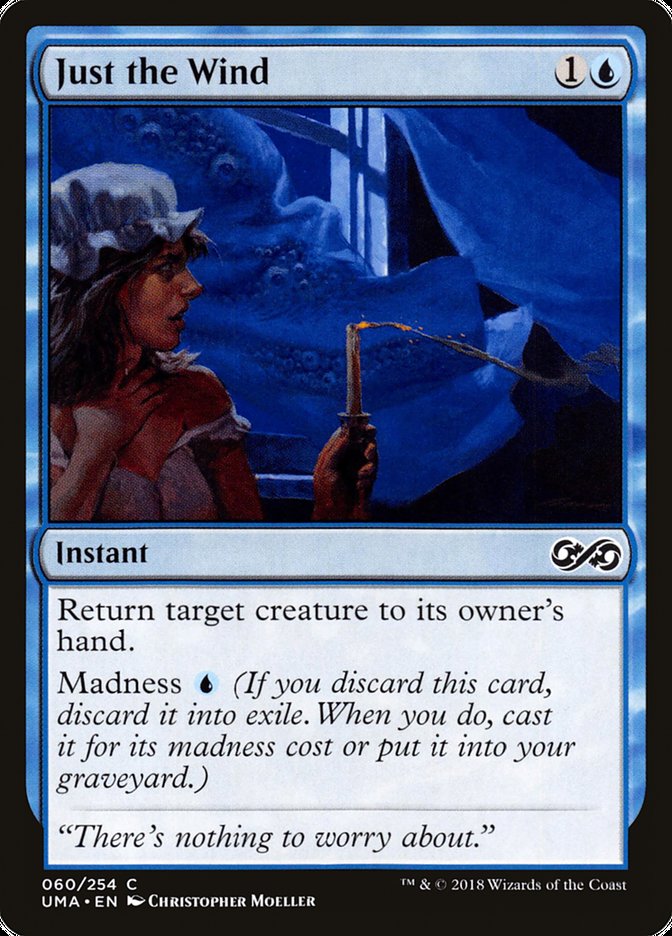 Just the Wind 1
Instant
Return target creature to its owner's
hand.
Madness (If you discard this card,
discard it into exile. When you do, cast
it for its madness cost or put it into your
graveyard.)
"There's nothing to worry about."
060/254 C
UMA • EN Christopher Moeller
™ & © 2018 Wizards of the Coast